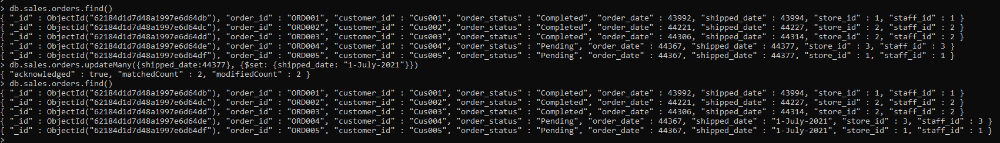 > db.sales.orders.find()
{ "_id" : ObjectId("62184d1d7d48a1997e6d64db"), "order_id" : "ORD001", "customer_id" : "Cus001", "order_status" : "Completed", "order_date" : 43992, "shipped_date" : 43994, "store_id" : 1, "staff_id" : 1 }
{ "_id" : ObjectId("62184d1d7d48a1997e6d64dc"), "order_id" : "ORD002", "customer_id" : "Cus002", "order_status" : "Completed", "order_date" : 44221, "shipped_date" : 44227, "store_id" : 2, "staff_id" : 2 }
{ "_id" : ObjectId("62184d1d7d48a1997e6d64dd"), "order_id" : "ORD003", "customer_id" : "Cus003", "order_status" : "Completed", "order_date" : 44306, "shipped_date" : 44314, "store_id" : 2, "staff_id" : 2 }
{ "_id" : ObjectId("62184d1d7d48a1997e6d64de"), "order_id" : "ORD004", "customer_id" : "Cus004", "order_status" : "Pending", "order_date" : 44367, "shipped_date" : 44377, "store_id" : 3, "staff_id" : 3 }
{ "_id" : ObjectId("62184d1d7d48a1997e6d64df"), "order_id" : "ORD005", "customer_id" : "Cus005", "order_status" : "Pending", "order_date" : 44367, "shipped_date" : 44377, "store_id" : 1, "staff_id" : 1 }
> db.sales.orders.updateMany({shipped_date:44377}, {$set: {shipped_date: "1-July-2021"}})
{ "acknowledged" : true, "matchedCount" : 2, "modifiedCount" : 2 }
> db.sales.orders.find()
{ "_id" : ObjectId("62184d1d7d48a1997e6d64db"), "order_id" : "ORD001", "customer_id" : "Cus001", "order_status" : "Completed", "order_date" : 43992, "shipped_date" : 43994, "store_id" : 1, "staff_id" : 1 }
{ "_id" : ObjectId("62184d1d7d48a1997e6d64dc"), "order_id" : "ORD002", "customer_id" : "Cus002", "order_status" : "Completed", "order_date" : 44221, "shipped_date" : 44227, "store_id" : 2, "staff_id" : 2 }
{ "_id" : ObjectId("62184d1d7d48a1997e6d64dd"), "order_id" : "ORD003", "customer_id" : "Cus003", "order_status" : "Completed", "order_date" : 44306, "shipped_date" : 44314, "store_id" : 2, "staff_id" : 2 }
{ "_id" : ObjectId("62184d1d7d48a1997e6d64de"), "order_id" : "ORD004", "customer_id" : "Cus004", "order_status" : "Pending", "order_date" : 44367, "shipped_date" : "1-July-2021", "store_id" : 3, "staff_id" : 3 }
{ "_id" : ObjectId("62184d1d7d48a1997e6d64df"), "order_id" : "ORD005", "customer_id" : "Cus005", "order_status" : "Pending", "order_date" : 44367, "shipped_date" : "1-July-2021", "store_id" : 1, "staff_id" : 1 }
>